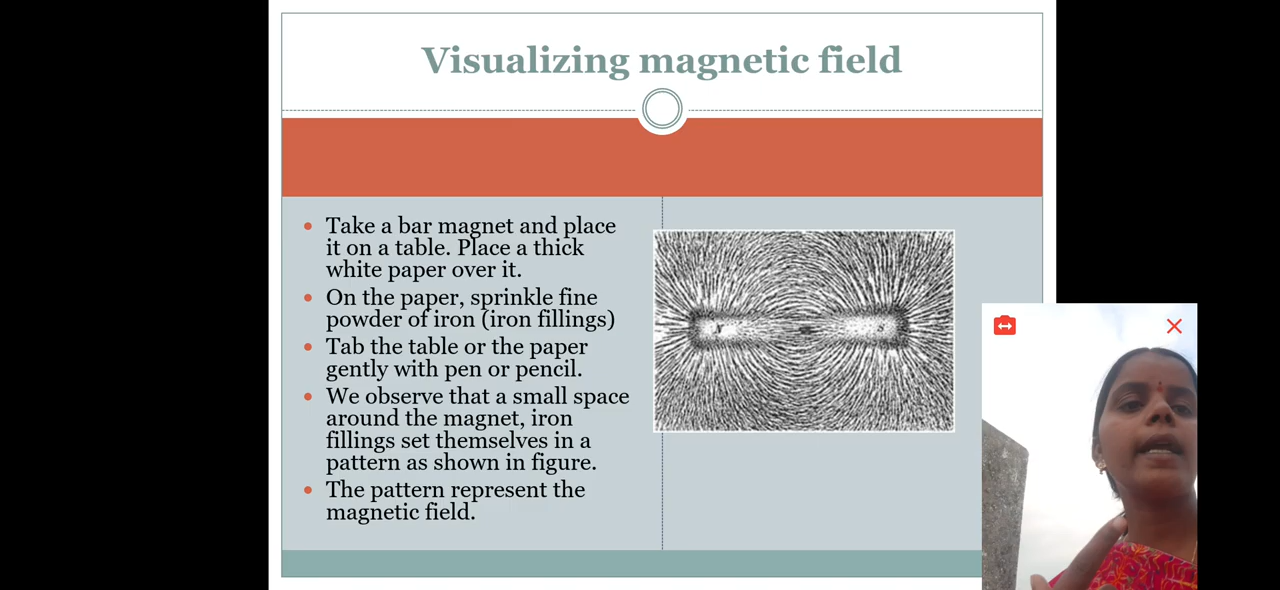 Visualizing magnetic field
Take a bar magnet and place
it on a table. Place a thick
white paper over it.
On the paper, sprinkle fine
powder of iron (iron fillings)
Tab the table or the paper
gently with pen or pencil.
We observe that a small space
around the magnet, iron
fillings set themselves in a
pattern as shown in figure.
The pattern represent the
magnetic field.